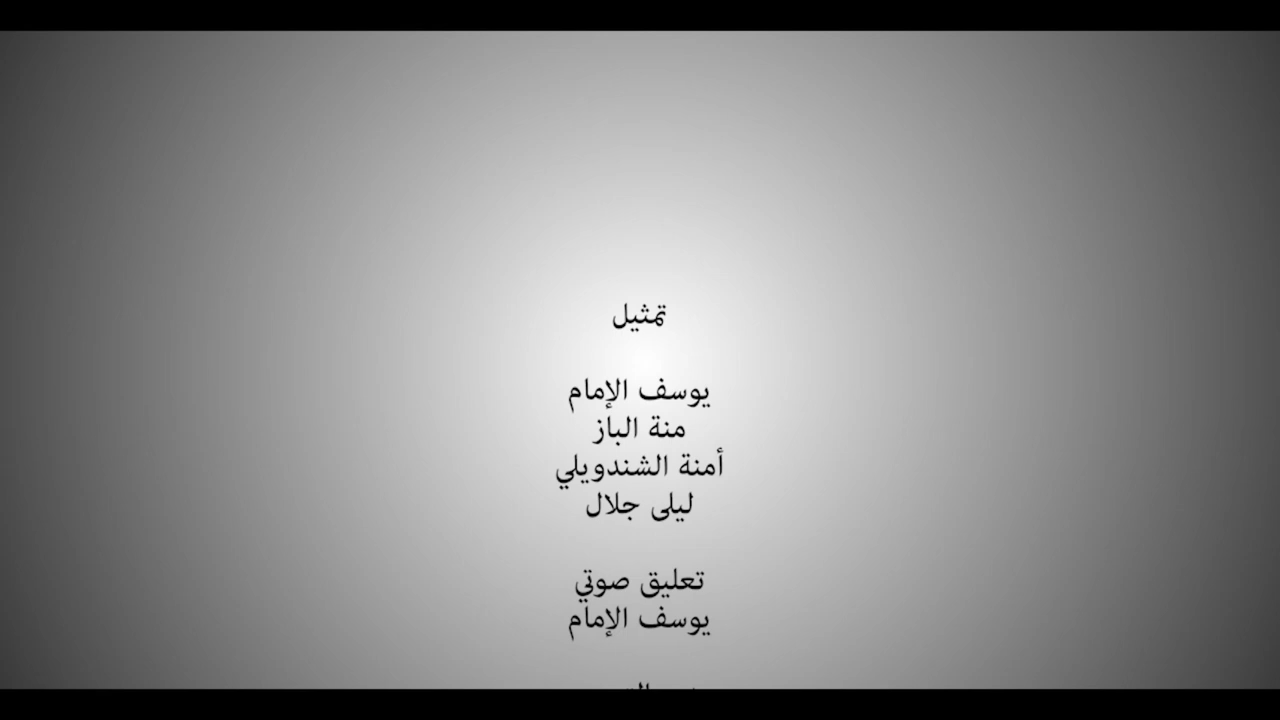 تمثيل
يوسف الإمام
منة الباز
أمنة الشندويلي
ليلى جلال
تعليق صوتي
يوسف الإمام